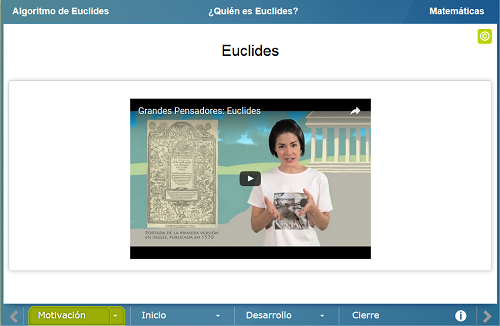 Algoritmo de Euclides
¿Quién es Euclides?
Matemáticas
Euclides
Grandes Pensadores: Euclides
PORTADA DE LA PRIMERA VERSIÓN
EN INGLÉS, PUBLICADA EN 1570
Motivación
Inicio
Desarrollo
Cierre